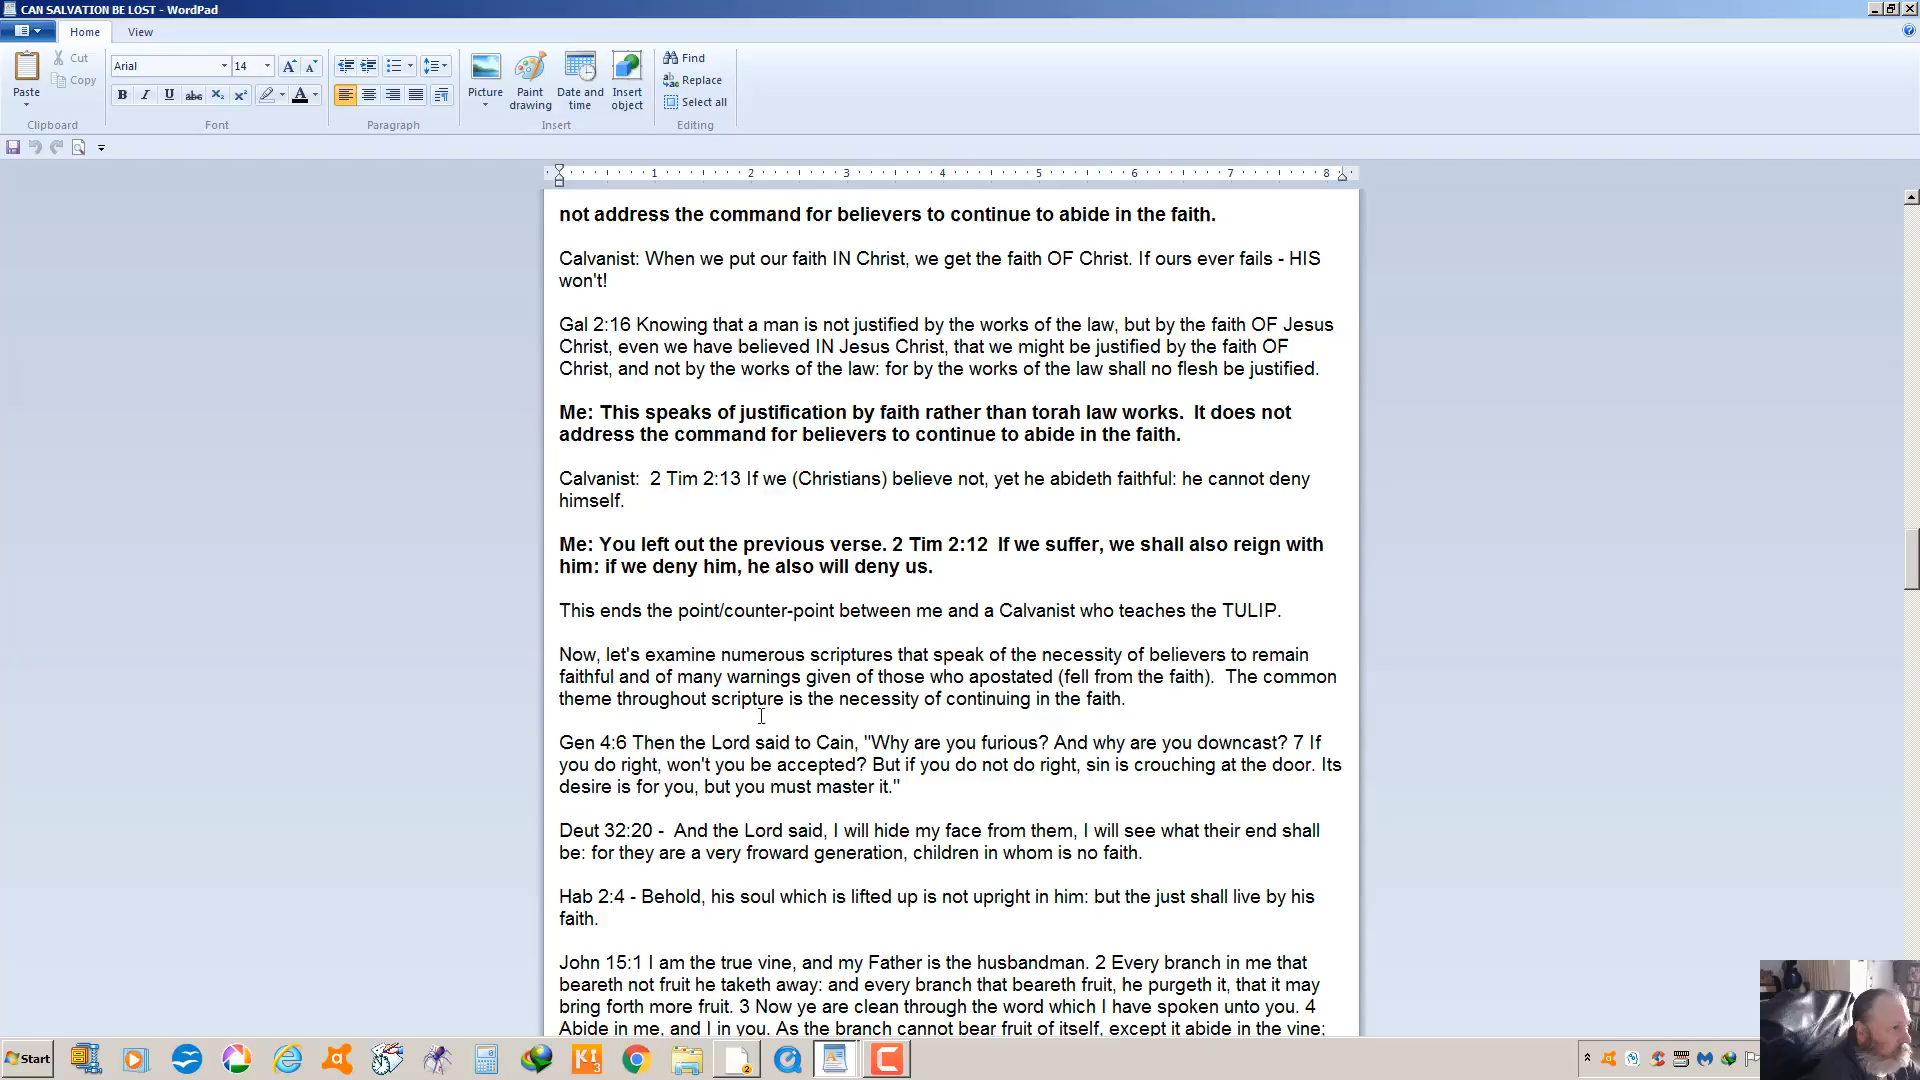 CAN SALVATION BE LOST - WordPad
Home
View
Paste
Cut
Copy
Clipboard
Arial
14
Font
Paragraph
Picture
Paint drawing
Date and time
Insert object
Insert
Find
Replace
Select all
Editing
1 2 3 4 5 6 7 8
not address the command for believers to continue to abide in the faith.
Calvanist: When we put our faith IN Christ, we get the faith OF Christ. If ours ever fails - HIS
won't!
Gal 2:16 Knowing that a man is not justified by the works of the law, but by the faith OF Jesus
Christ, even we have believed IN Jesus Christ, that we might be justified by the faith OF
Christ, and not by the works of the law: for by the works of the law shall no flesh be justified.
Me: This speaks of justification by faith rather than torah law works.  It does not
address the command for believers to continue to abide in the faith.
Calvanist:  2 Tim 2:13 If we (Christians) believe not, yet he abideth faithful: he cannot deny
himself.
Me: You left out the previous verse. 2 Tim 2:12  If we suffer, we shall also reign with
him: if we deny him, he also will deny us.
This ends the point/counter-point between me and a Calvanist who teaches the TULIP.
Now, let's examine numerous scriptures that speak of the necessity of believers to remain
faithful and of many warnings given of those who apostated (fell from the faith).  The common
theme throughout scripture is the necessity of continuing in the faith.
Gen 4:6 Then the Lord said to Cain, "Why are you furious? And why are you downcast? 7 If
you do right, won't you be accepted? But if you do not do right, sin is crouching at the door. Its
desire is for you, but you must master it."
Deut 32:20 -  And the Lord said, I will hide my face from them, I will see what their end shall
be: for they are a very froward generation, children in whom is no faith.
Hab 2:4 - Behold, his soul which is lifted up is not upright in him: but the just shall live by his
faith.
John 15:1 I am the true vine, and my Father is the husbandman. 2 Every branch in me that
beareth not fruit he taketh away: and every branch that beareth fruit, he purgeth it, that it may
bring forth more fruit. 3 Now ye are clean through the word which I have spoken unto you. 4
Abide in me, and I in you. As the branch cannot bear fruit of itself, except it abide in the vine;
Start